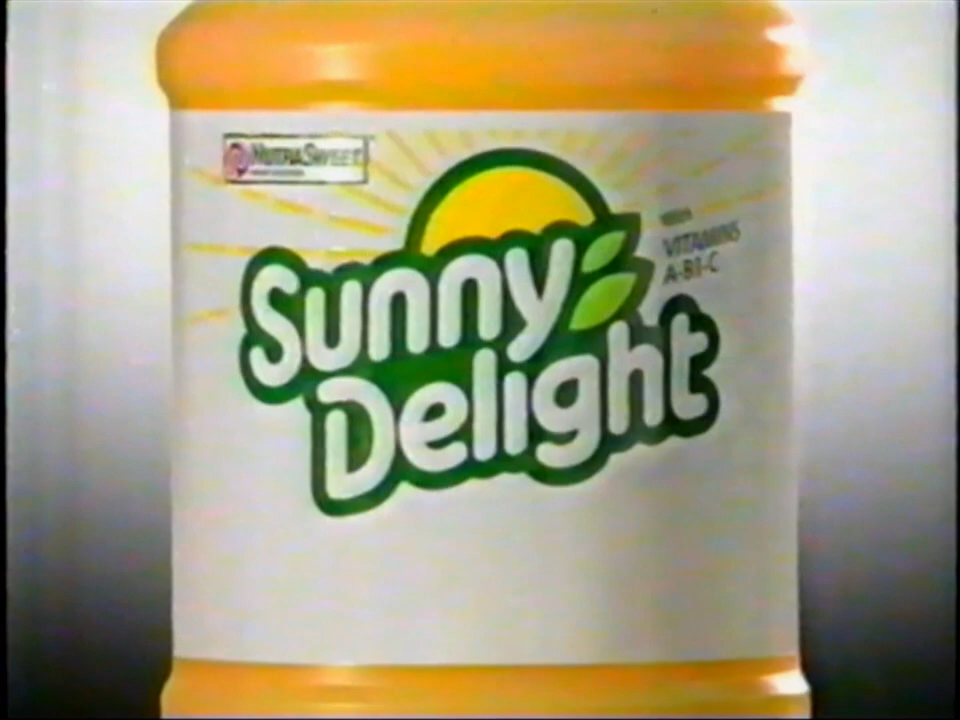 NutraSweet
WITH
VITAMINS
A-B1-C
Sunny
Delight